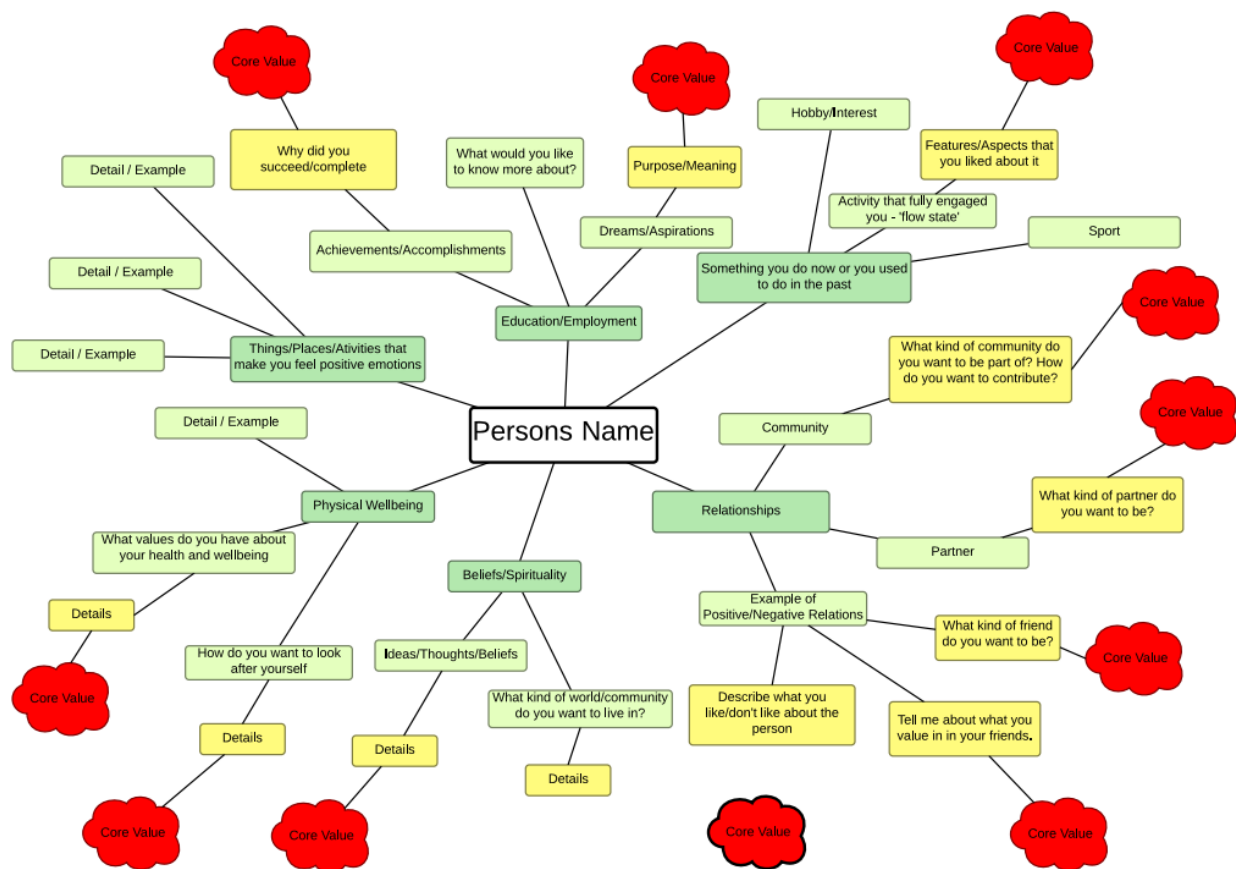 Core Value
Core Value
Core Value
Hobby/Interest
Why did you
succeed/complete
What would you like
to know more about?
Purpose/Meaning
Features/Aspects that
you liked about it
Detail / Example
Activity that fully engaged
you - 'flow state'
Achievements/Accomplishments
Dreams/Aspirations
Sport
Detail / Example
Something you do now or you used
to do in the past
Core Value
Education/Employment
Detail / Example
Things/Places/Ativities that
make you feel positive emotions
What kind of community do
you want to be part of? How
do you want to contribute?
Core Value
Detail / Example
Persons Name
Community
Physical Wellbeing
Relationships
What kind of partner do
you want to be?
What values do you have about
your health and wellbeing
Partner
Beliefs/Spirituality
Details
Example of
Positive/Negative Relations
What kind of friend
do you want to be?
Core Value
How do you want to look
after yourself
Ideas/Thoughts/Beliefs
Core Value
What kind of world/community
do you want to live in?
Describe what you
like/don't like about the
person
Tell me about what you
value in in your friends.
Details
Details
Details
Core Value
Core Value
Core Value
Core Value